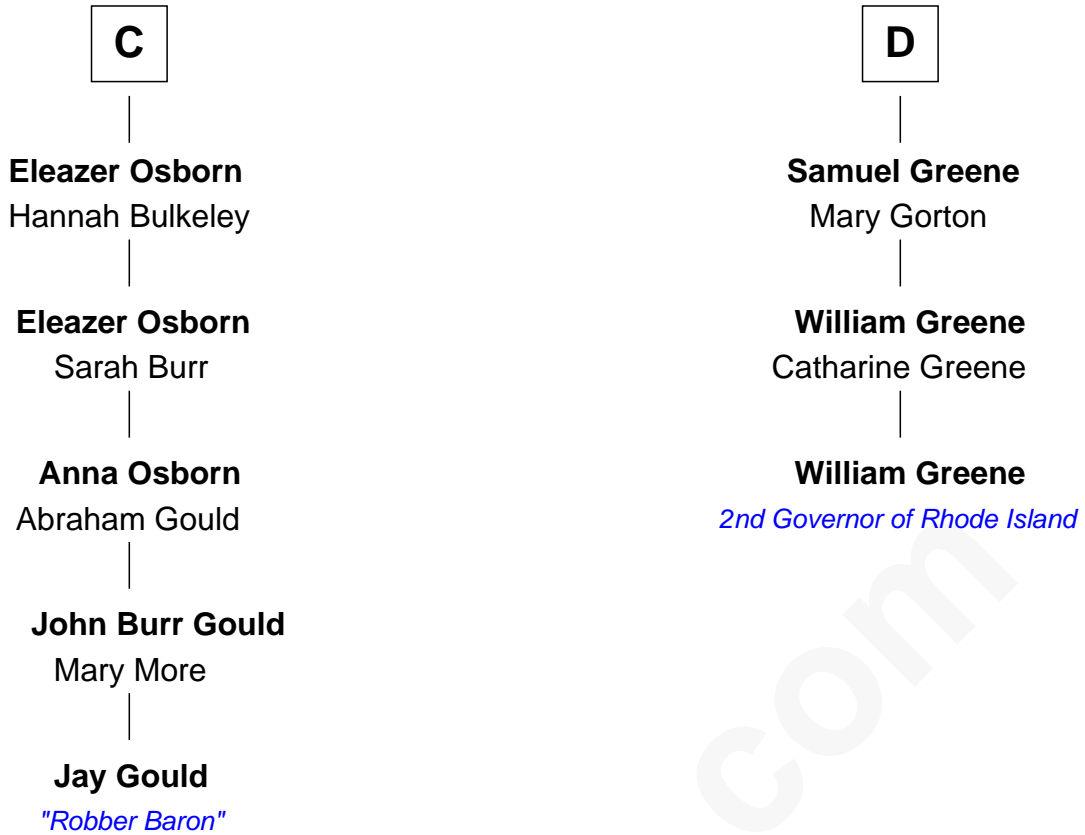 C
Eleazer Osborn
Hannah Bulkeley
Eleazer Osborn
Sarah Burr
Anna Osborn
Abraham Gould
John Burr Gould
Mary More
Jay Gould
"Robber Baron"
D
Samuel Greene
Mary Gorton
William Greene
Catharine Greene
William Greene
2nd Governor of Rhode Island
com